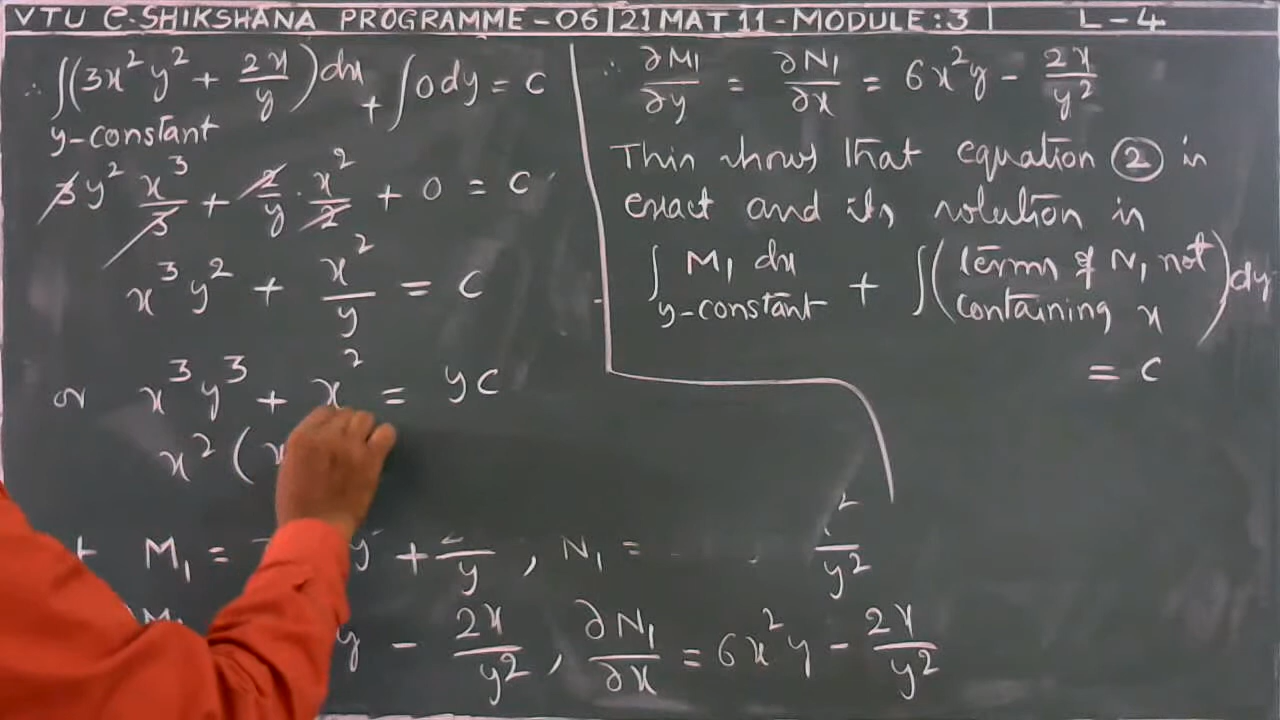 VTU e-SHIKSHANA PROGRAMME - 06 | 21MAT11 - MODULE : 3 | L - 4
∴ ∫(3x²y² + 2x/y)dx + ∫0dy = C
y-constant
3y² x³/3 + 2/y · x²/2 + 0 = C
x³y² + x²/y = C
or x³y³ + x² = yC
x² (x
M₁ = y + /y , N₁ = ²/y²
y - 2x/y² , ∂N₁/∂x = 6x²y - 2x/y²
∴ ∂M₁/∂y = ∂N₁/∂x = 6x²y - 2x/y²
This shows that equation ② is
exact and its solution is
∫ M₁ dx + ∫(terms of N₁ not containing x)dy
y-constant
= C